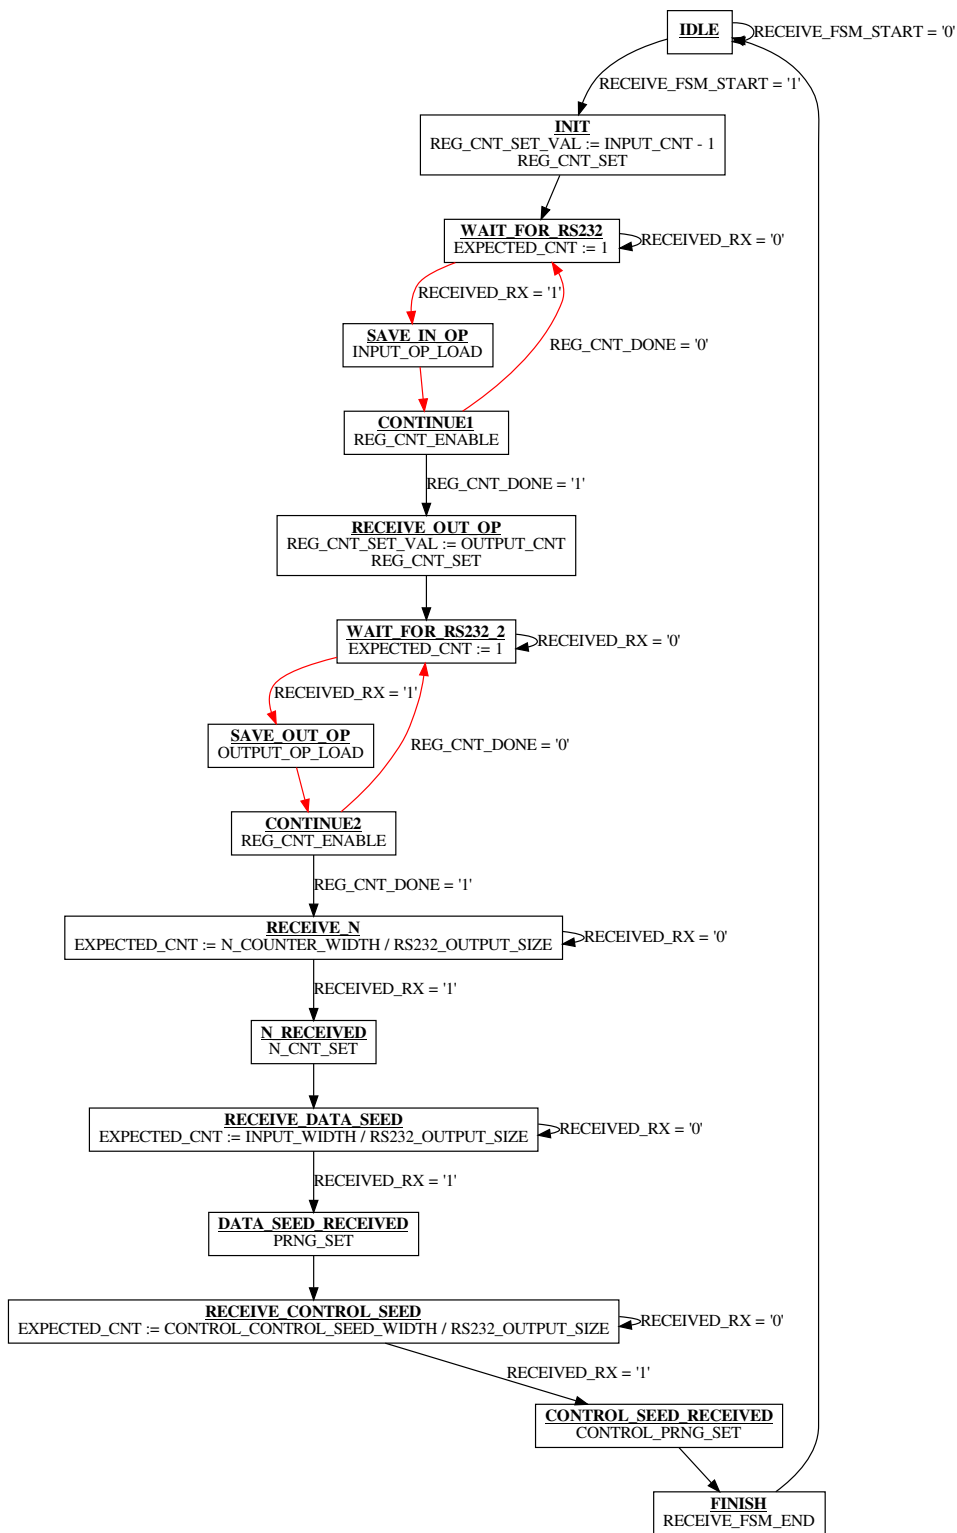 IDLE
RECEIVE_FSM_START = '0'
RECEIVE_FSM_START = '1'
INIT
REG_CNT_SET_VAL := INPUT_CNT - 1
REG_CNT_SET
WAIT_FOR_RS232
EXPECTED_CNT := 1
RECEIVED_RX = '0'
RECEIVED_RX = '1'
SAVE_IN_OP
INPUT_OP_LOAD
REG_CNT_DONE = '0'
CONTINUE1
REG_CNT_ENABLE
REG_CNT_DONE = '1'
RECEIVE_OUT_OP
REG_CNT_SET_VAL := OUTPUT_CNT
REG_CNT_SET
WAIT_FOR_RS232_2
EXPECTED_CNT := 1
RECEIVED_RX = '0'
RECEIVED_RX = '1'
SAVE_OUT_OP
OUTPUT_OP_LOAD
REG_CNT_DONE = '0'
CONTINUE2
REG_CNT_ENABLE
REG_CNT_DONE = '1'
RECEIVE_N
EXPECTED_CNT := N_COUNTER_WIDTH / RS232_OUTPUT_SIZE
RECEIVED_RX = '0'
RECEIVED_RX = '1'
N_RECEIVED
N_CNT_SET
RECEIVE_DATA_SEED
EXPECTED_CNT := INPUT_WIDTH / RS232_OUTPUT_SIZE
RECEIVED_RX = '0'
RECEIVED_RX = '1'
DATA_SEED_RECEIVED
PRNG_SET
RECEIVE_CONTROL_SEED
EXPECTED_CNT := CONTROL_CONTROL_SEED_WIDTH / RS232_OUTPUT_SIZE
RECEIVED_RX = '0'
RECEIVED_RX = '1'
CONTROL_SEED_RECEIVED
CONTROL_PRNG_SET
FINISH
RECEIVE_FSM_END